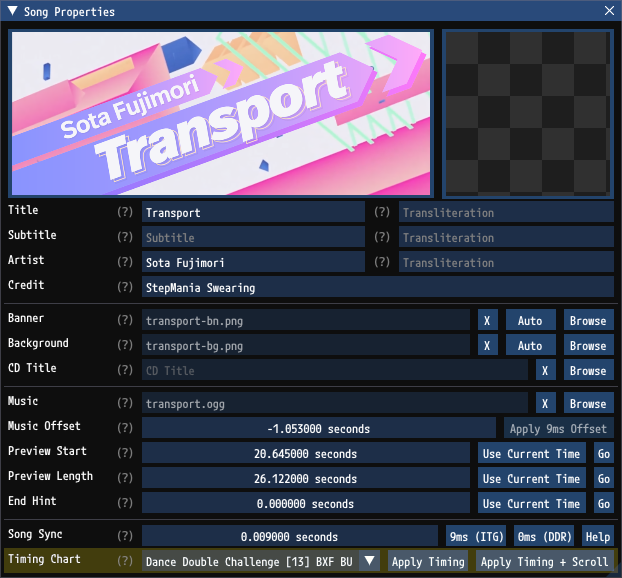 Song Properties
Sota Fujimori
Transport
Title (?) Transport (?) Transliteration
Subtitle (?) Subtitle (?) Transliteration
Artist (?) Sota Fujimori (?) Transliteration
Credit (?) StepMania Swearing
Banner (?) transport-bn.png X Auto Browse
Background (?) transport-bg.png X Auto Browse
CD Title (?) CD Title X Browse
Music (?) transport.ogg X Browse
Music Offset (?) -1.053000 seconds Apply 9ms Offset
Preview Start (?) 20.645000 seconds Use Current Time Go
Preview Length (?) 26.122000 seconds Use Current Time Go
End Hint (?) 0.000000 seconds Use Current Time Go
Song Sync (?) 0.009000 seconds 9ms (ITG) 0ms (DDR) Help
Timing Chart (?) Dance Double Challenge [13] BXF BU Apply Timing Apply Timing + Scroll